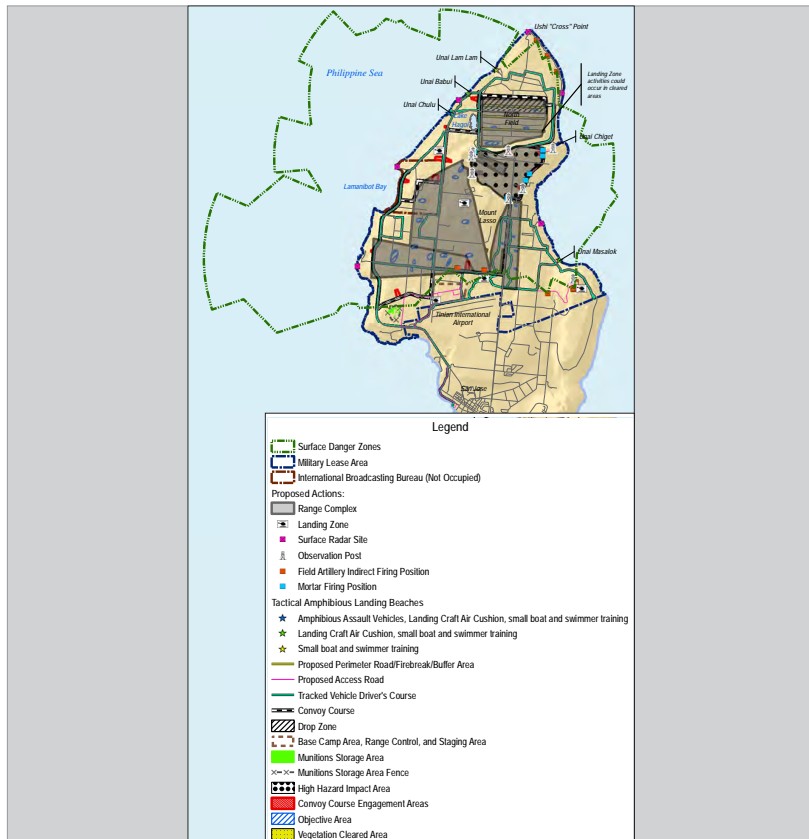 Ushi "Cross" Point
Unai Lam Lam
Philippine Sea
Landing Zone
activities could
occur in cleared
areas
Unai Babui
Unai Chulu
Lake
Hagoi
North
Field
Unai Chiget
Lamanibot Bay
Mount
Lasso
Unai Masalok
Tinian International
Airport
San Jose
Legend
Surface Danger Zones
Military Lease Area
International Broadcasting Bureau (Not Occupied)
Proposed Actions:
Range Complex
Landing Zone
Surface Radar Site
Observation Post
Field Artillery Indirect Firing Position
Mortar Firing Position
Tactical Amphibious Landing Beaches
Amphibious Assault Vehicles, Landing Craft Air Cushion, small boat and swimmer training
Landing Craft Air Cushion, small boat and swimmer training
Small boat and swimmer training
Proposed Perimeter Road/Firebreak/Buffer Area
Proposed Access Road
Tracked Vehicle Driver's Course
Convoy Course
Drop Zone
Base Camp Area, Range Control, and Staging Area
Munitions Storage Area
Munitions Storage Area Fence
High Hazard Impact Area
Convoy Course Engagement Areas
Objective Area
Vegetation Cleared Area